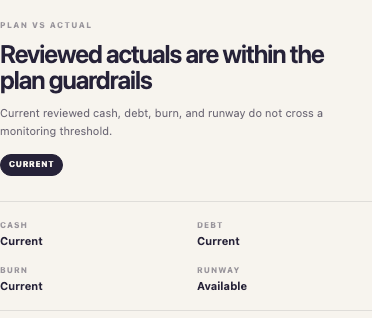 PLAN VS ACTUAL
Reviewed actuals are within the
plan guardrails
Current reviewed cash, debt, burn, and runway do not cross a
monitoring threshold.
CURRENT
CASH
Current
DEBT
Current
BURN
Current
RUNWAY
Available